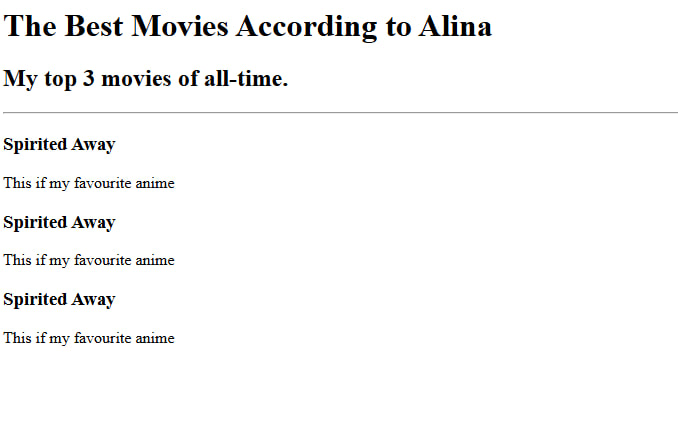 The Best Movies According to Alina
My top 3 movies of all-time.
Spirited Away
This if my favourite anime
Spirited Away
This if my favourite anime
Spirited Away
This if my favourite anime